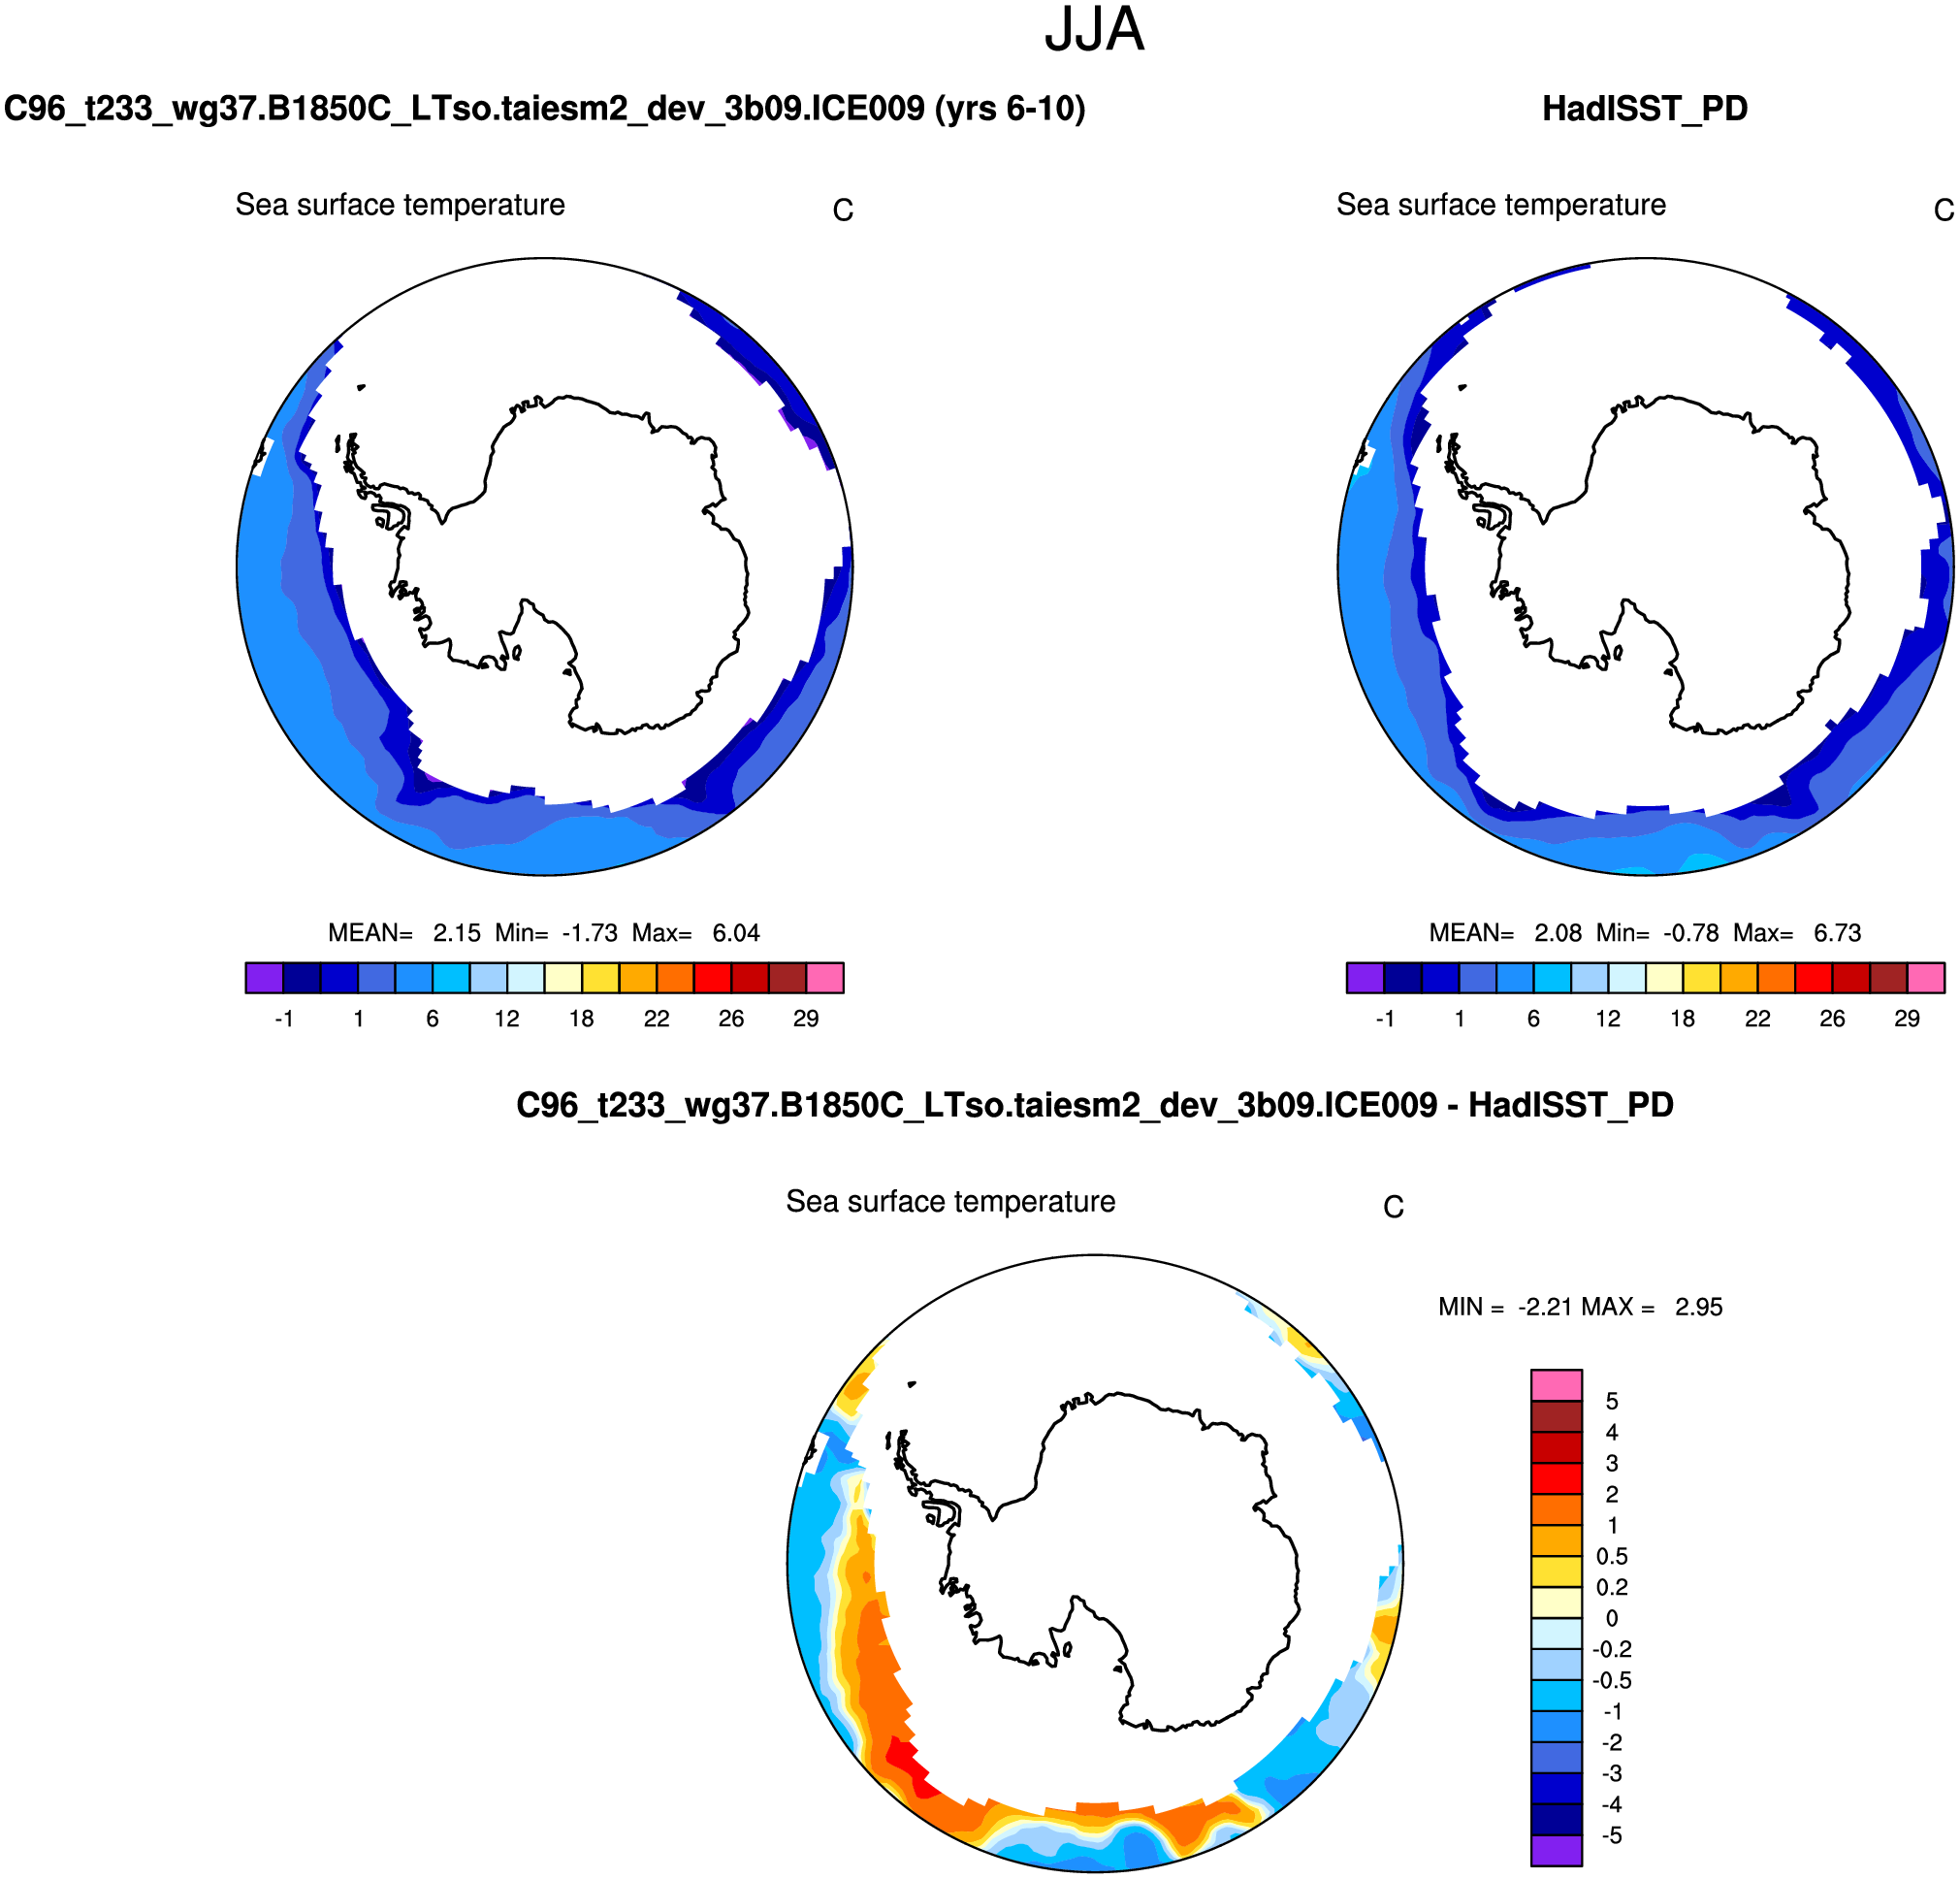 JJA
C96_t233_wg37.B1850C_LTso.taiesm2_dev_3b09.ICE009 (yrs 6-10)
HadISST_PD
Sea surface temperature C
Sea surface temperature C
MEAN= 2.15 Min= -1.73 Max= 6.04
MEAN= 2.08 Min= -0.78 Max= 6.73
-1 1 6 12 18 22 26 29
-1 1 6 12 18 22 26 29
C96_t233_wg37.B1850C_LTso.taiesm2_dev_3b09.ICE009 - HadISST_PD
Sea surface temperature C
MIN = -2.21 MAX = 2.95
5
4
3
2
1
0.5
0.2
0
-0.2
-0.5
-1
-2
-3
-4
-5